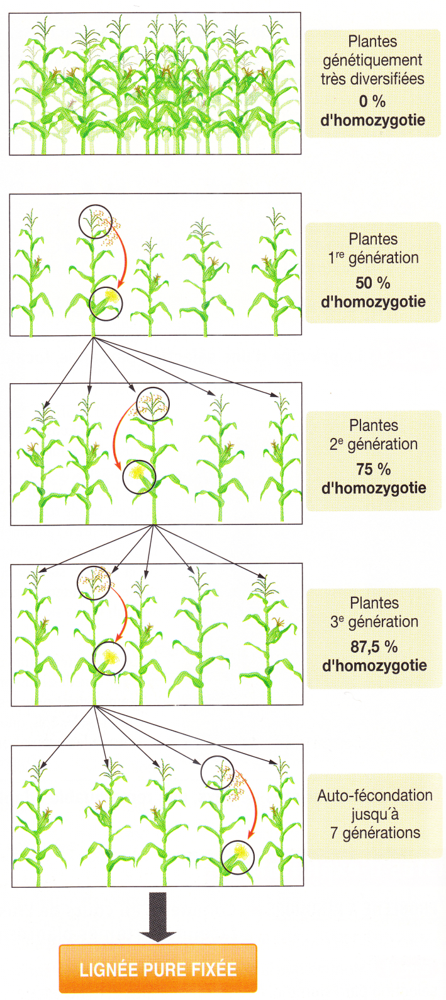 Plantes
génétiquement
très diversifiées
0 %
d'homozygotie
Plantes
1re génération
50 %
d'homozygotie
Plantes
2e génération
75 %
d'homozygotie
Plantes
3e génération
87,5 %
d'homozygotie
Auto-fécondation
jusqu´à
7 générations
LIGNÉE PURE FIXÉE